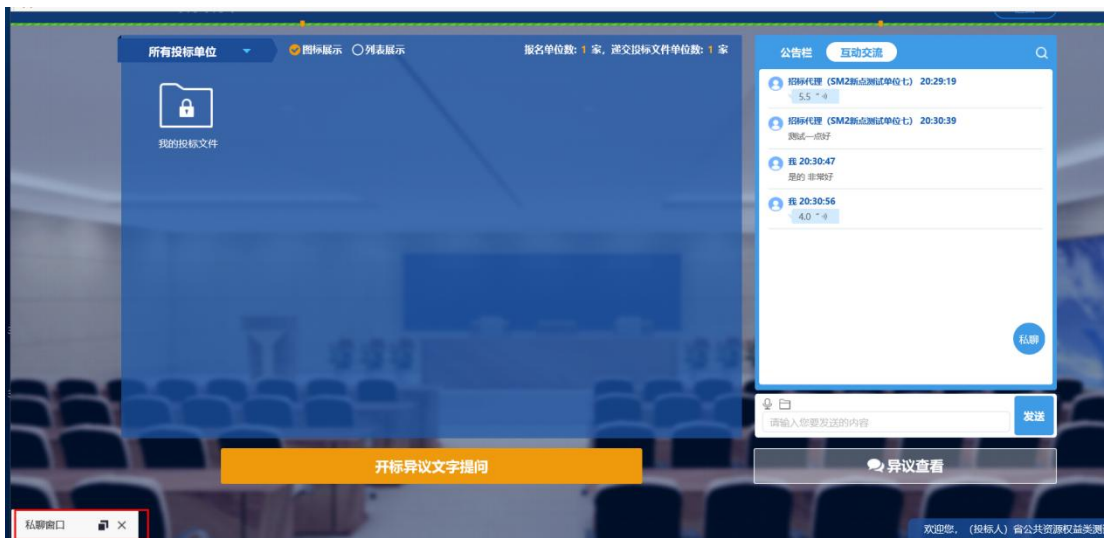 所有投标单位
图标展示 列表展示
报名单位数: 1 家, 递交投标文件单位数: 1 家
我的投标文件
公告栏 互动交流
招标代理 (SM2新点测试单位七) 20:29:19
5.5 "
招标代理 (SM2新点测试单位七) 20:30:39
测试一点好
我 20:30:47
是的 非常好
我 20:30:56
4.0 "
私聊
请输入您要发送的内容
发送
开标异议文字提问
异议查看
私聊窗口
欢迎您, (投标人) 省公共资源权益类测